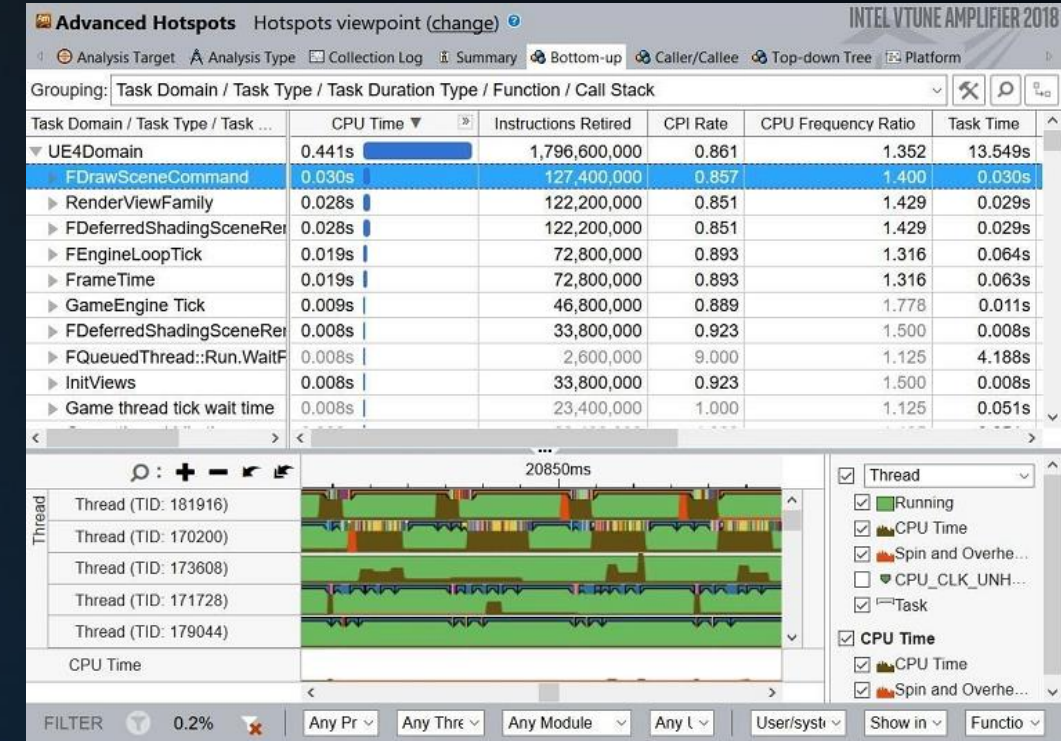 Advanced Hotspots Hotspots viewpoint (change) INTEL VTUNE AMPLIFIER 2018
Analysis Target Analysis Type Collection Log Summary Bottom-up Caller/Callee Top-down Tree Platform
Grouping: Task Domain / Task Type / Task Duration Type / Function / Call Stack
Task Domain / Task Type / Task ... CPU Time Instructions Retired CPI Rate CPU Frequency Ratio Task Time
UE4Domain 0.441s 1,796,600,000 0.861 1.352 13.549s
FDrawSceneCommand 0.030s 127,400,000 0.857 1.400 0.030s
RenderViewFamily 0.028s 122,200,000 0.851 1.429 0.029s
FDeferredShadingSceneRer 0.028s 122,200,000 0.851 1.429 0.029s
FEngineLoopTick 0.019s 72,800,000 0.893 1.316 0.064s
FrameTime 0.019s 72,800,000 0.893 1.316 0.063s
GameEngine Tick 0.009s 46,800,000 0.889 1.778 0.011s
FDeferredShadingSceneRer 0.008s 33,800,000 0.923 1.500 0.008s
FQueuedThread::Run.WaitF 0.008s 2,600,000 9.000 1.125 4.188s
InitViews 0.008s 33,800,000 0.923 1.500 0.008s
Game thread tick wait time 0.008s 23,400,000 1.000 1.125 0.051s
20850ms
Thread
Thread
Thread (TID: 181916) Running
Thread (TID: 170200) CPU Time
Spin and Overhe...
Thread (TID: 173608) CPU_CLK_UNH...
Thread (TID: 171728) Task
Thread (TID: 179044) CPU Time
CPU Time CPU Time
Spin and Overhe...
FILTER 0.2% Any Pr Any Thre Any Module Any User/syst Show in Functio